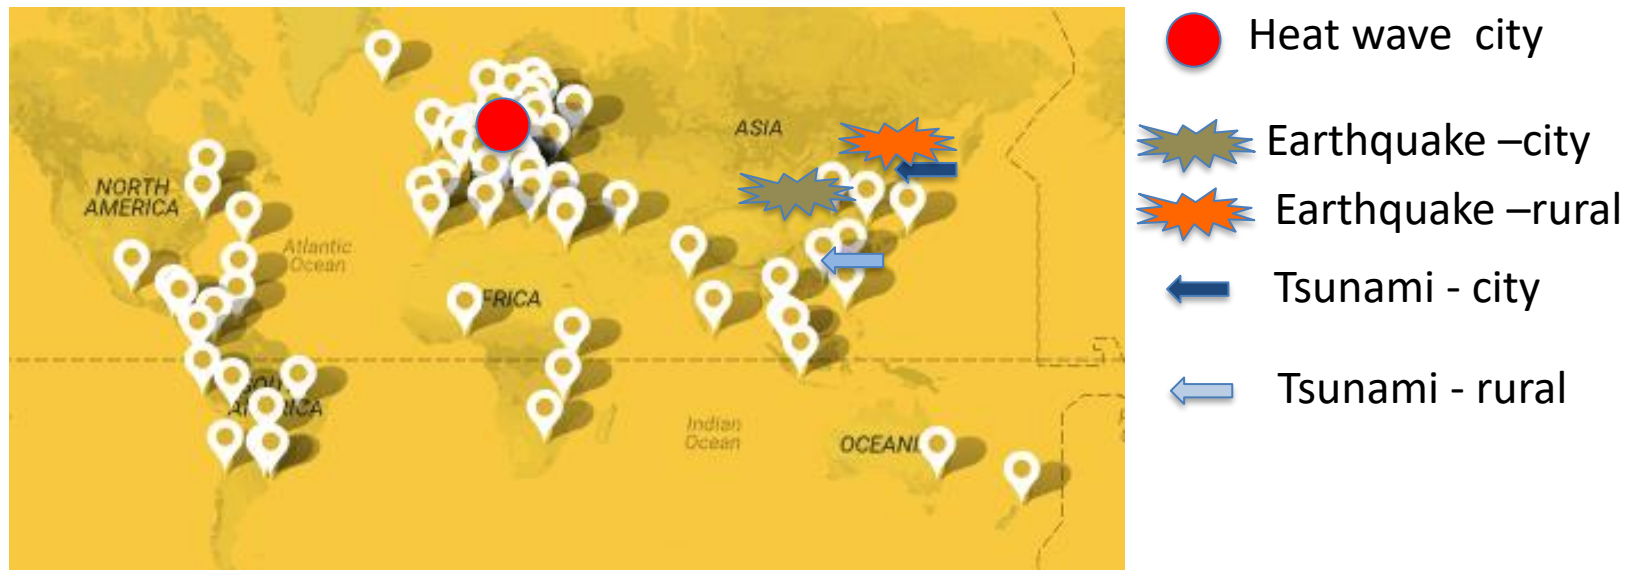 Heat wave  city
ASIA
Earthquake –city
NORTH
AMERICA
Earthquake –rural
Atlantic
Ocean
FRICA
Tsunami - city
Tsunami - rural
AMERICA
Indian
Ocean
OCEANI